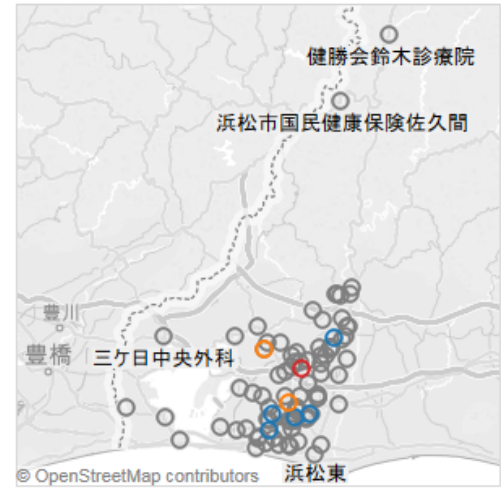 健勝会鈴木診療院
浜松市国民健康保険佐久間
豊川
豊橋
三ケ日中央外科
© OpenStreetMap contributors
浜松東